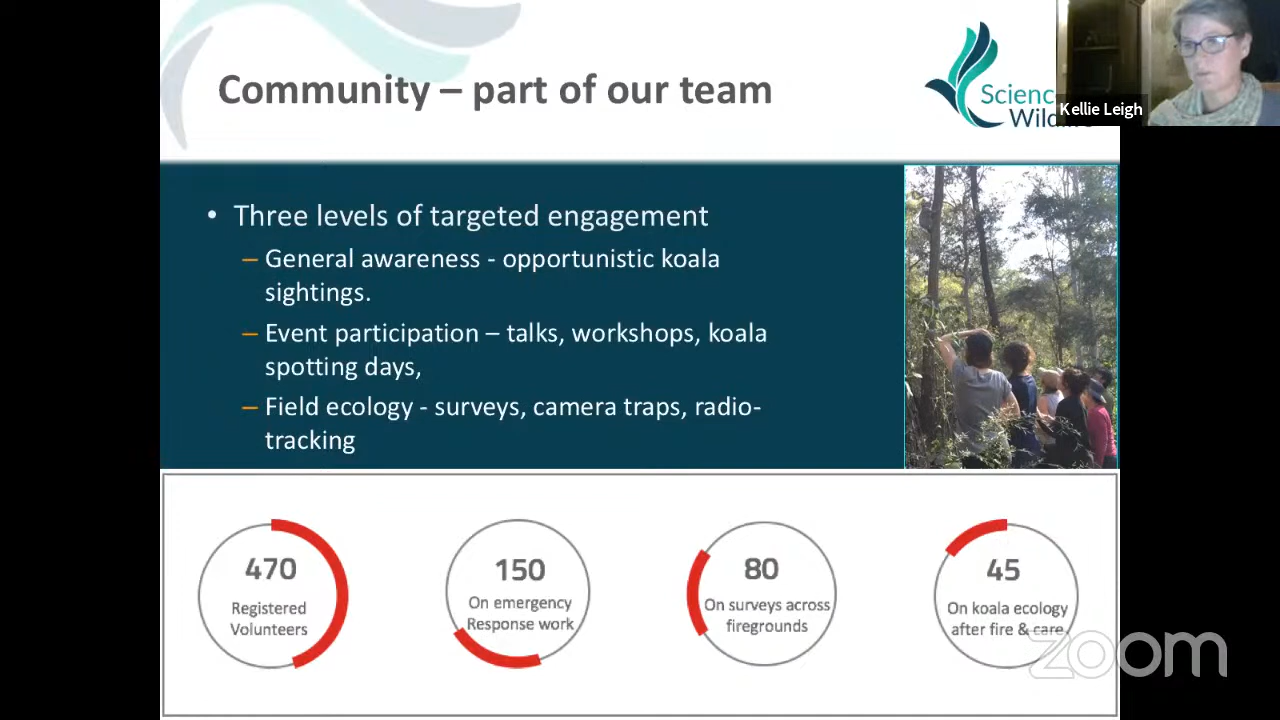 Community – part of our team
Science
Kellie Leigh
• Three levels of targeted engagement
– General awareness - opportunistic koala
sightings.
– Event participation – talks, workshops, koala
spotting days,
– Field ecology - surveys, camera traps, radio-
tracking
470
Registered
Volunteers
150
On emergency
Response work
80
On surveys across
firegrounds
45
On koala ecology
after fire & care
zoom